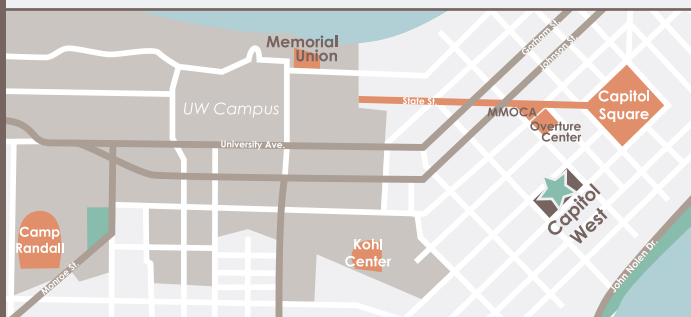 Memorial
Union
Gorham St.
Johnson St.
UW Campus
State St.
Capitol
Square
MMOCA
Overture
Center
University Ave.
Capitol
West
Camp
Randall
Kohl
Center
Monroe St.
John Nolen Dr.